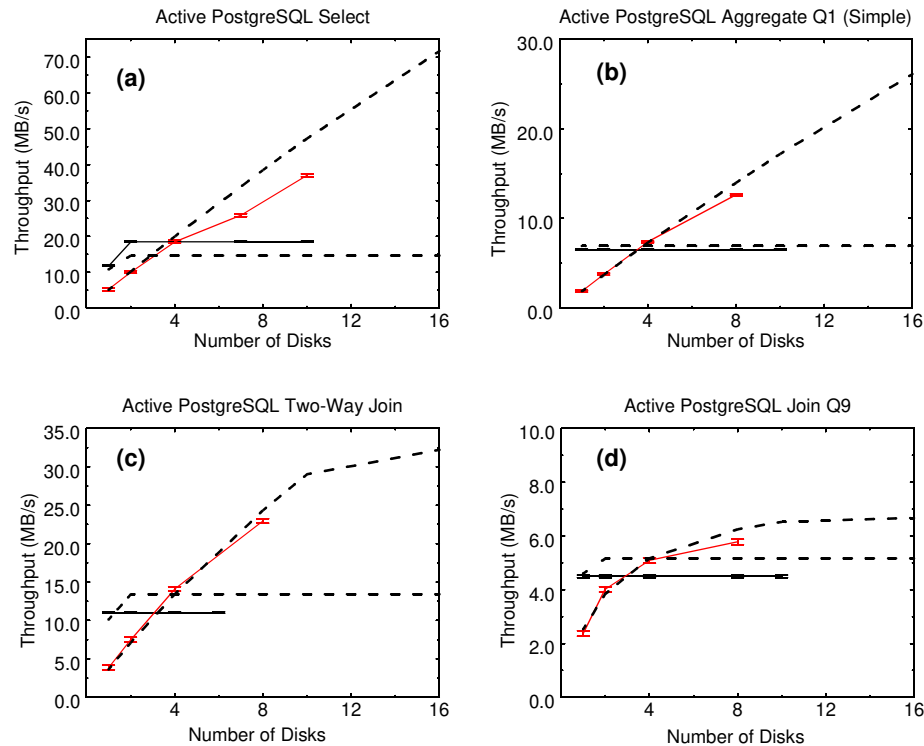 Active PostgreSQL Select
(a)
Throughput (MB/s)
70.0
60.0
50.0
40.0
30.0
20.0
10.0
0.0
4
8
12
16
Number of Disks
Active PostgreSQL Aggregate Q1 (Simple)
(b)
Throughput (MB/s)
30.0
20.0
10.0
0.0
4
8
12
16
Number of Disks
Active PostgreSQL Two-Way Join
(c)
Throughput (MB/s)
35.0
30.0
25.0
20.0
15.0
10.0
5.0
0.0
4
8
12
16
Number of Disks
Active PostgreSQL Join Q9
(d)
Throughput (MB/s)
10.0
8.0
6.0
4.0
2.0
0.0
4
8
12
16
Number of Disks